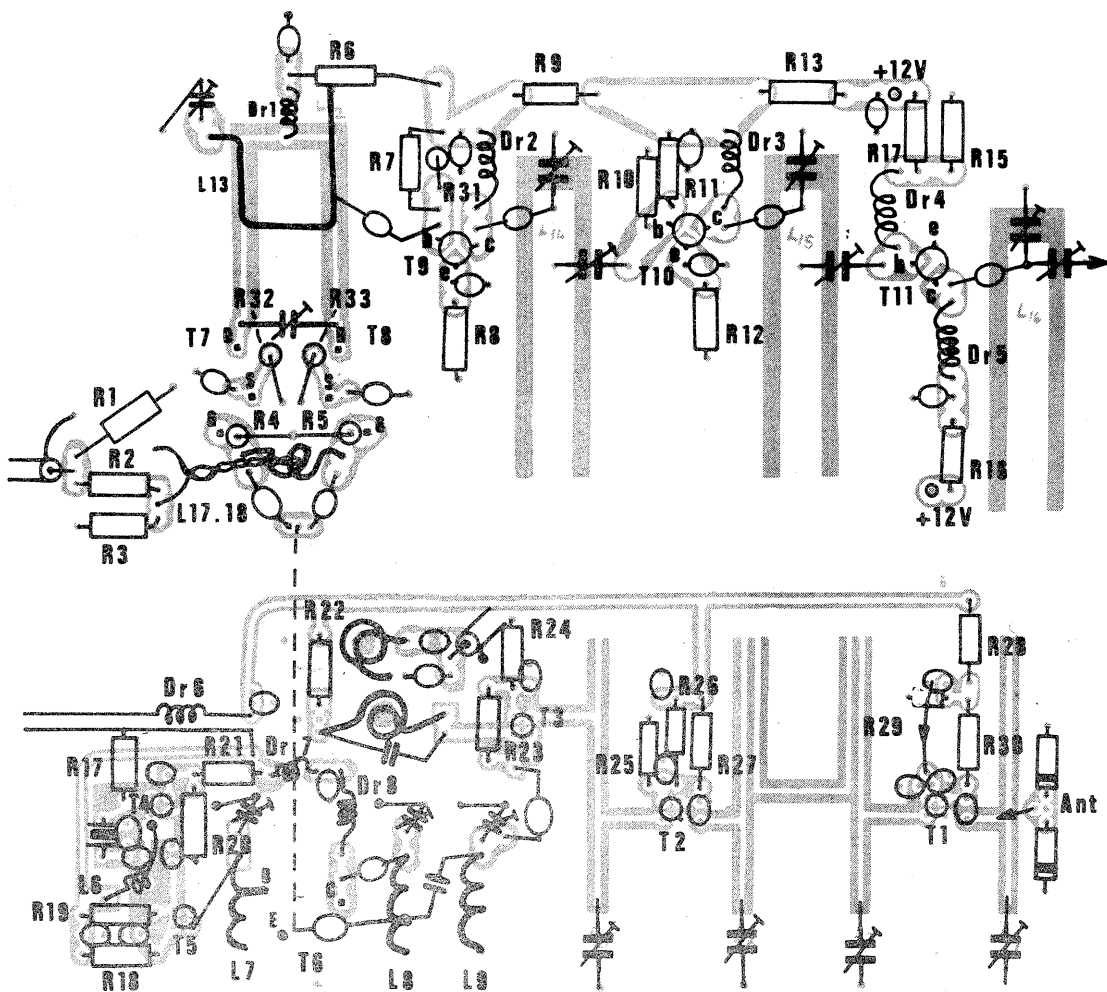 R6
R9
R13
+12V
Dr1
Dr2
Dr3
R7
R17
R15
R31
R10
R11
L13
Dr4
c
b
c
L15
e
b
c
T9
e
T10
e
b
T11
c
R32
R33
L16
T7
D.
T8
R8
R12
Dr5
S.
S.
R1
R4
R5
R2
R16
L17.18
+12V
R3
R22
R24
R28
Dr6
R26
T3
R29
R21
Dr7
R23
R17
R25
R27
R30
Dr8
T4
Ant
R20
T2
T1
L6
B
C
R19
E
T5
R18
L7
T6
L8
L9